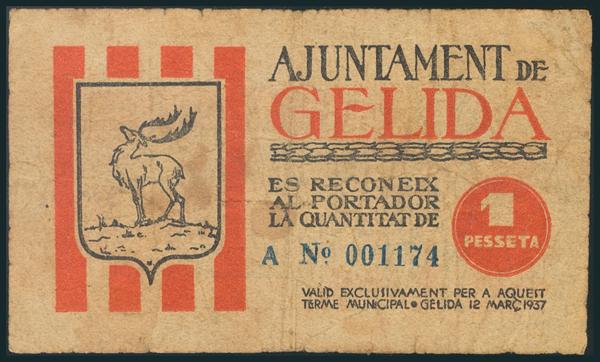 AJUNTAMENT DE
GELIDA
ES RECONEIX
AL PORTADOR
LA QUANTITAT DE
A Nº 001174
1
PESSETA
VALID EXCLUSIVAMENT PER A AQUEST
TERME MUNICIPAL • GELIDA 12 MARÇ 1937